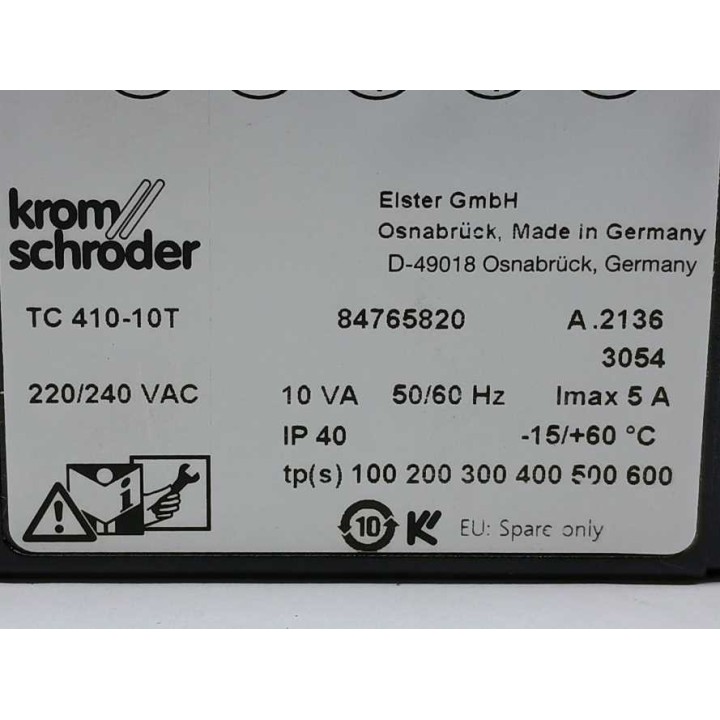 krom
schroder
Elster GmbH
Osnabrück, Made in Germany
D-49018 Osnabrück, Germany
TC 410-10T 84765820 A.2136
3054
220/240 VAC 10 VA 50/60 Hz Imax 5 A
IP 40 -15/+60 °C
tp(s) 100 200 300 400 500 600
10 EU: Spare only